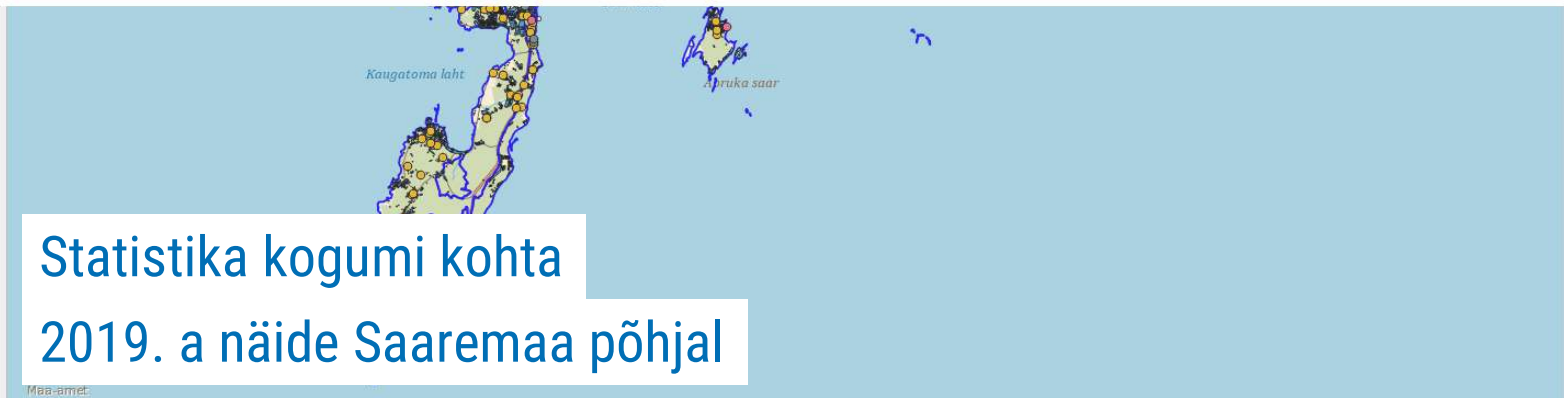 Kaugatoma laht
Abruka saar
Statistika kogumi kohta
2019. a näide Saaremaa põhjal
Maa-amet